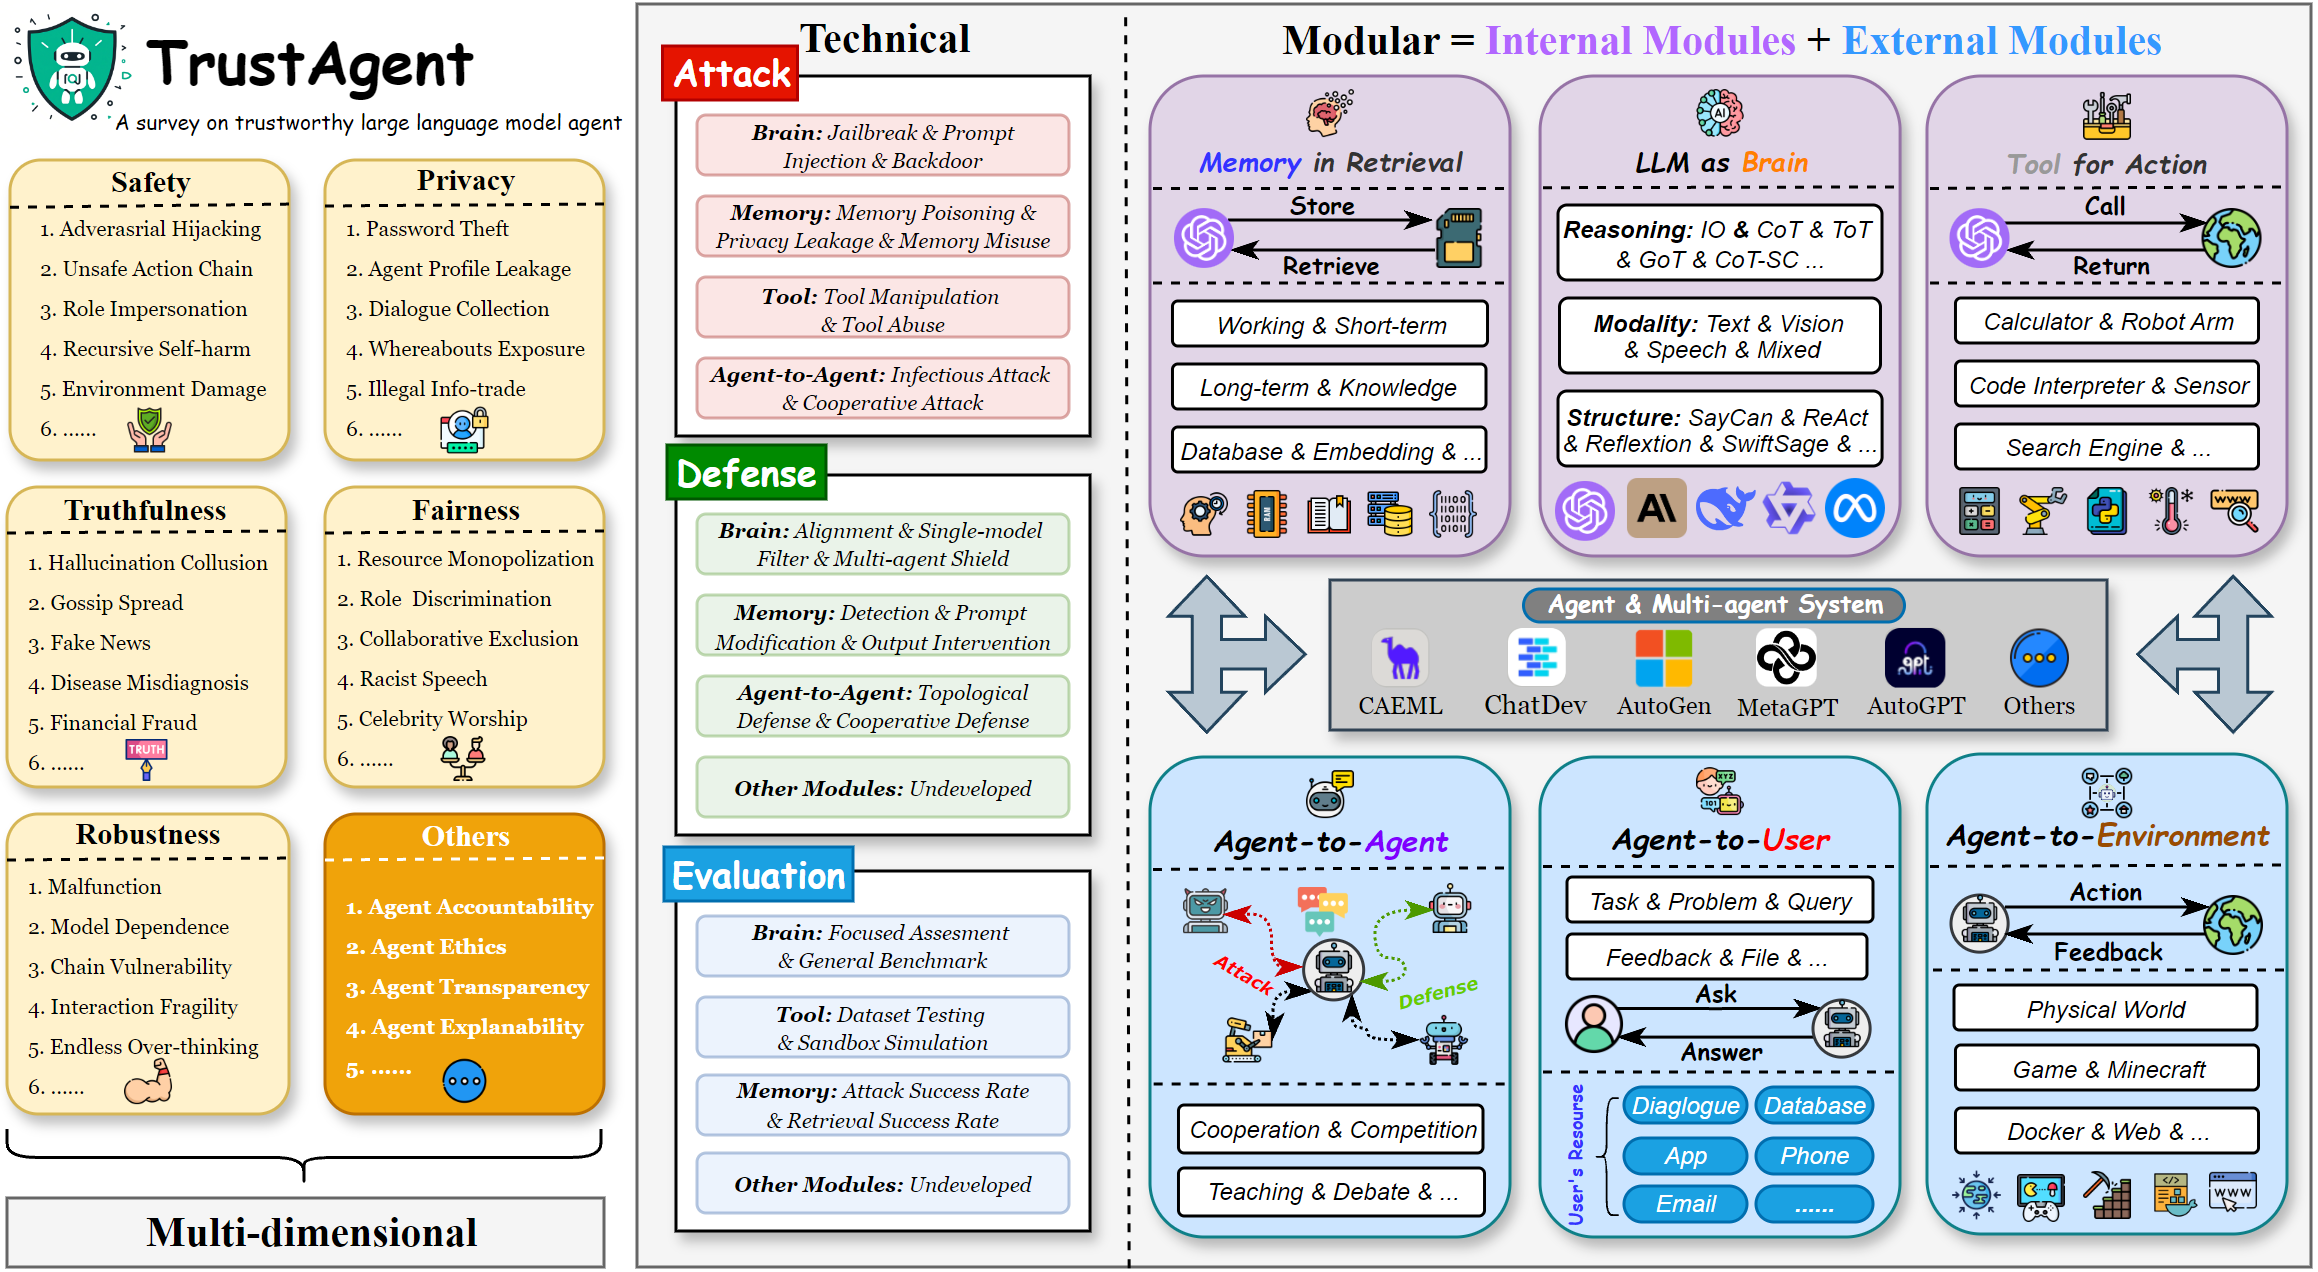 TrustAgent
A survey on trustworthy large language model agent
Safety
1. Adverasrial Hijacking
2. Unsafe Action Chain
3. Role Impersonation
4. Recursive Self-harm
5. Environment Damage
6. ......
Privacy
1. Password Theft
2. Agent Profile Leakage
3. Dialogue Collection
4. Whereabouts Exposure
5. Illegal Info-trade
6. ......
Truthfulness
1. Hallucination Collusion
2. Gossip Spread
3. Fake News
4. Disease Misdiagnosis
5. Financial Fraud
6. ......
TRUTH
Fairness
1. Resource Monopolization
2. Role Discrimination
3. Collaborative Exclusion
4. Racist Speech
5. Celebrity Worship
6. ......
Robustness
1. Malfunction
2. Model Dependence
3. Chain Vulnerability
4. Interaction Fragility
5. Endless Over-thinking
6. ......
Others
1. Agent Accountability
2. Agent Ethics
3. Agent Transparency
4. Agent Explanability
5. ......
Multi-dimensional
Technical
Attack
Brain: Jailbreak & Prompt
Injection & Backdoor
Memory: Memory Poisoning &
Privacy Leakage & Memory Misuse
Tool: Tool Manipulation
& Tool Abuse
Agent-to-Agent: Infectious Attack
& Cooperative Attack
Defense
Brain: Alignment & Single-model
Filter & Multi-agent Shield
Memory: Detection & Prompt
Modification & Output Intervention
Agent-to-Agent: Topological
Defense & Cooperative Defense
Other Modules: Undeveloped
Evaluation
Brain: Focused Assesment
& General Benchmark
Tool: Dataset Testing
& Sandbox Simulation
Memory: Attack Success Rate
& Retrieval Success Rate
Other Modules: Undeveloped
Modular = Internal Modules + External Modules
Memory in Retrieval
Store
Retrieve
Working & Short-term
Long-term & Knowledge
Database & Embedding & ...
RAM
AI
LLM as Brain
Reasoning: IO & CoT & ToT
& GoT & CoT-SC ...
Modality: Text & Vision
& Speech & Mixed
Structure: SayCan & ReAct
& Reflextion & SwiftSage & ...
Tool for Action
Call
Return
Calculator & Robot Arm
Code Interpreter & Sensor
Search Engine & ...
WWW
Agent & Multi-agent System
gpt
CAEML
ChatDev
AutoGen
MetaGPT
AutoGPT
Others
Agent-to-Agent
Attack
Defense
Cooperation & Competition
Teaching & Debate & ...
XYZ
101
Agent-to-User
Task & Problem & Query
Feedback & File & ...
Ask
Answer
User's Resourse
Diaglogue
Database
App
Phone
Email
......
Agent-to-Environment
Action
Feedback
Physical World
Game & Minecraft
Docker & Web & ...
WWW